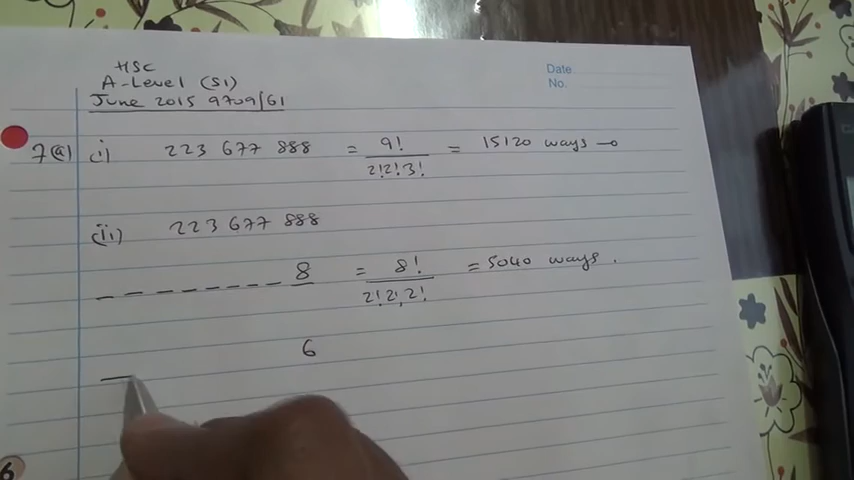 Date
No.
HSC
A-Level (S1)
June 2015 9709/61
7(a) (i) 223 677 888 = 9! / 2!2!3! = 15120 ways
(ii) 223 677 888
8 = 8! / 2!2!2! = 5040 ways.
6
6